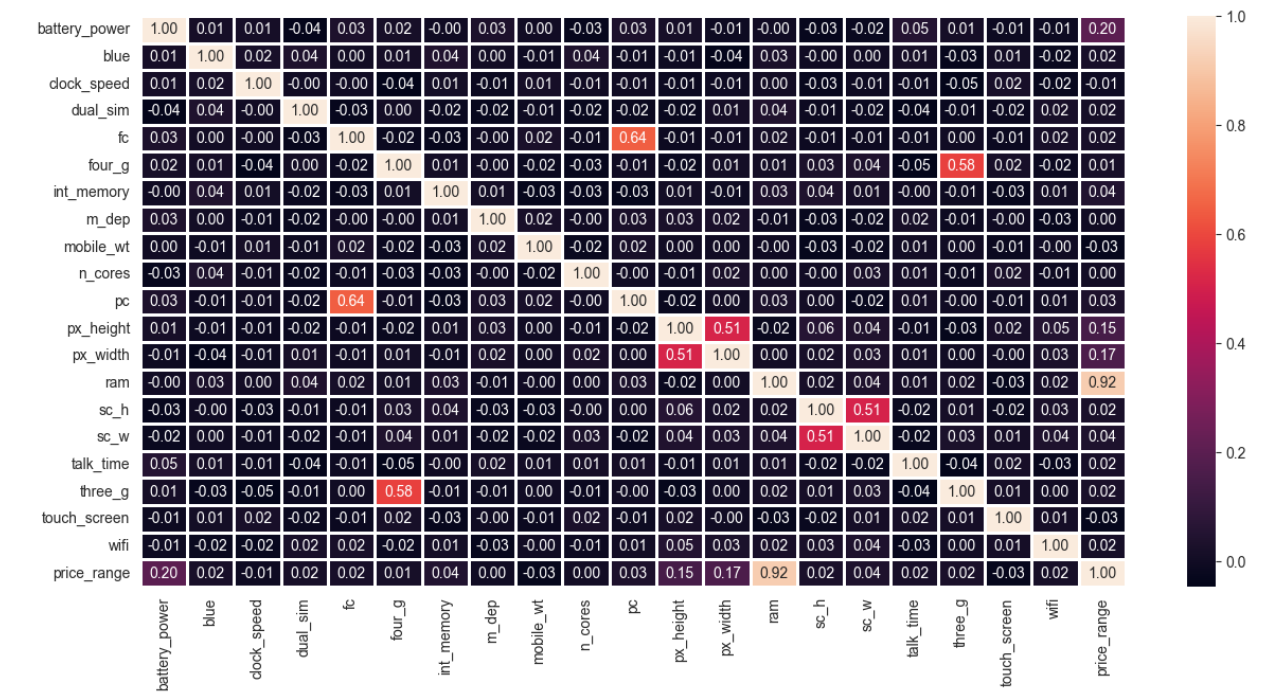 battery_power 1.00 0.01 0.01 -0.04 0.03 0.02 -0.00 0.03 0.00 -0.03 0.03 0.01 -0.01 -0.00 -0.03 -0.02 0.05 0.01 -0.01 -0.01 0.20 1.0
blue 0.01 1.00 0.02 0.04 0.00 0.01 0.04 0.00 -0.01 0.04 -0.01 -0.01 -0.04 0.03 -0.00 0.00 0.01 -0.03 0.01 -0.02 0.02
clock_speed 0.01 0.02 1.00 -0.00 -0.00 -0.04 0.01 -0.01 0.01 -0.01 -0.01 -0.01 -0.01 0.00 -0.03 -0.01 -0.01 -0.05 0.02 -0.02 -0.01
dual_sim -0.04 0.04 -0.00 1.00 -0.03 0.00 -0.02 -0.02 -0.01 -0.02 -0.02 -0.02 0.01 0.04 -0.01 -0.02 -0.04 -0.01 -0.02 0.02 0.02
fc 0.03 0.00 -0.00 -0.03 1.00 -0.02 -0.03 -0.00 0.02 -0.01 0.64 -0.01 -0.01 0.02 -0.01 -0.01 -0.01 0.00 -0.01 0.02 0.02 0.8
four_g 0.02 0.01 -0.04 0.00 -0.02 1.00 0.01 -0.00 -0.02 -0.03 -0.01 -0.02 0.01 0.01 0.03 0.04 -0.05 0.58 0.02 -0.02 0.01
int_memory -0.00 0.04 0.01 -0.02 -0.03 0.01 1.00 0.01 -0.03 -0.03 -0.03 0.01 -0.01 0.03 0.04 0.01 -0.00 -0.01 -0.03 0.01 0.04
m_dep 0.03 0.00 -0.01 -0.02 -0.00 -0.00 0.01 1.00 0.02 -0.00 0.03 0.03 0.02 -0.01 -0.03 -0.02 0.02 -0.01 -0.00 -0.03 0.00
mobile_wt 0.00 -0.01 0.01 -0.01 0.02 -0.02 -0.03 0.02 1.00 -0.02 0.02 0.00 0.00 -0.00 -0.03 -0.02 0.01 0.00 -0.01 -0.00 -0.03 0.6
n_cores -0.03 0.04 -0.01 -0.02 -0.01 -0.03 -0.03 -0.00 -0.02 1.00 -0.00 -0.01 0.02 0.00 -0.00 0.03 0.01 -0.01 0.02 -0.01 0.00
pc 0.03 -0.01 -0.01 -0.02 0.64 -0.01 -0.03 0.03 0.02 -0.00 1.00 -0.02 0.00 0.03 0.00 -0.02 0.01 -0.00 -0.01 0.01 0.03
px_height 0.01 -0.01 -0.01 -0.02 -0.01 -0.02 0.01 0.03 0.00 -0.01 -0.02 1.00 0.51 -0.02 0.06 0.04 -0.01 -0.03 0.02 0.05 0.15
px_width -0.01 -0.04 -0.01 0.01 -0.01 0.01 -0.01 0.02 0.00 0.02 0.00 0.51 1.00 0.00 0.02 0.03 0.01 0.00 -0.00 0.03 0.17 0.4
ram -0.00 0.03 0.00 0.04 0.02 0.01 0.03 -0.01 -0.00 0.00 0.03 -0.02 0.00 1.00 0.02 0.04 0.01 0.02 -0.03 0.02 0.92
sc_h -0.03 -0.00 -0.03 -0.01 -0.01 0.03 0.04 -0.03 -0.03 -0.00 0.00 0.06 0.02 0.02 1.00 0.51 -0.02 0.01 -0.02 0.03 0.02
sc_w -0.02 0.00 -0.01 -0.02 -0.01 0.04 0.01 -0.02 -0.02 0.03 -0.02 0.04 0.03 0.04 0.51 1.00 -0.02 0.03 0.01 0.04 0.04
talk_time 0.05 0.01 -0.01 -0.04 -0.01 -0.05 -0.00 0.02 0.01 0.01 0.01 -0.01 0.01 0.01 -0.02 -0.02 1.00 -0.04 0.02 -0.03 0.02 0.2
three_g 0.01 -0.03 -0.05 -0.01 0.00 0.58 -0.01 -0.01 0.00 -0.01 -0.00 -0.03 0.00 0.02 0.01 0.03 -0.04 1.00 0.01 0.00 0.02
touch_screen -0.01 0.01 0.02 -0.02 -0.01 0.02 -0.03 -0.00 -0.01 0.02 -0.01 0.02 -0.00 -0.03 -0.02 0.01 0.02 0.01 1.00 0.01 -0.03
wifi -0.01 -0.02 -0.02 0.02 0.02 -0.02 0.01 -0.03 -0.00 -0.01 0.01 0.05 0.03 0.02 0.03 0.04 -0.03 0.00 0.01 1.00 0.02 0.0
price_range 0.20 0.02 -0.01 0.02 0.02 0.01 0.04 0.00 -0.03 0.00 0.03 0.15 0.17 0.92 0.02 0.04 0.02 0.02 -0.03 0.02 1.00
battery_power blue clock_speed dual_sim fc four_g int_memory m_dep mobile_wt n_cores pc px_height px_width ram sc_h sc_w talk_time three_g touch_screen wifi price_range